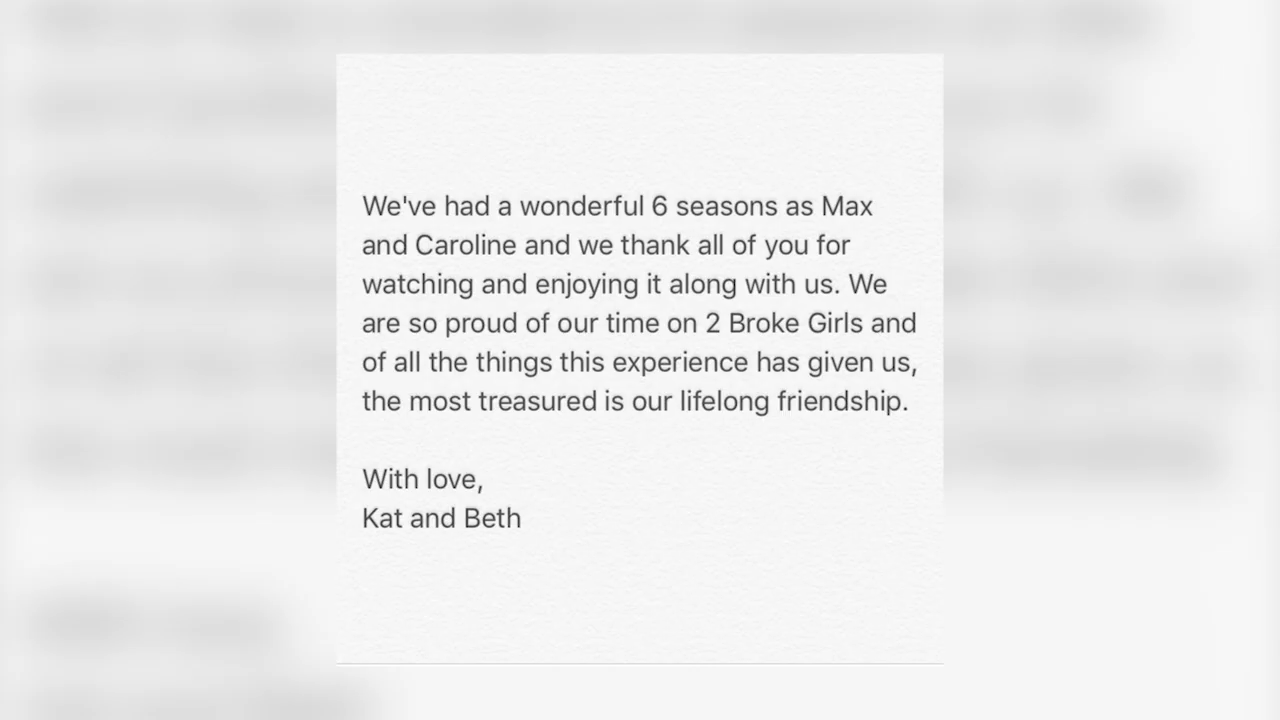 We've had a wonderful 6 seasons as Max
and Caroline and we thank all of you for
watching and enjoying it along with us. We
are so proud of our time on 2 Broke Girls and
of all the things this experience has given us,
the most treasured is our lifelong friendship.
With love,
Kat and Beth